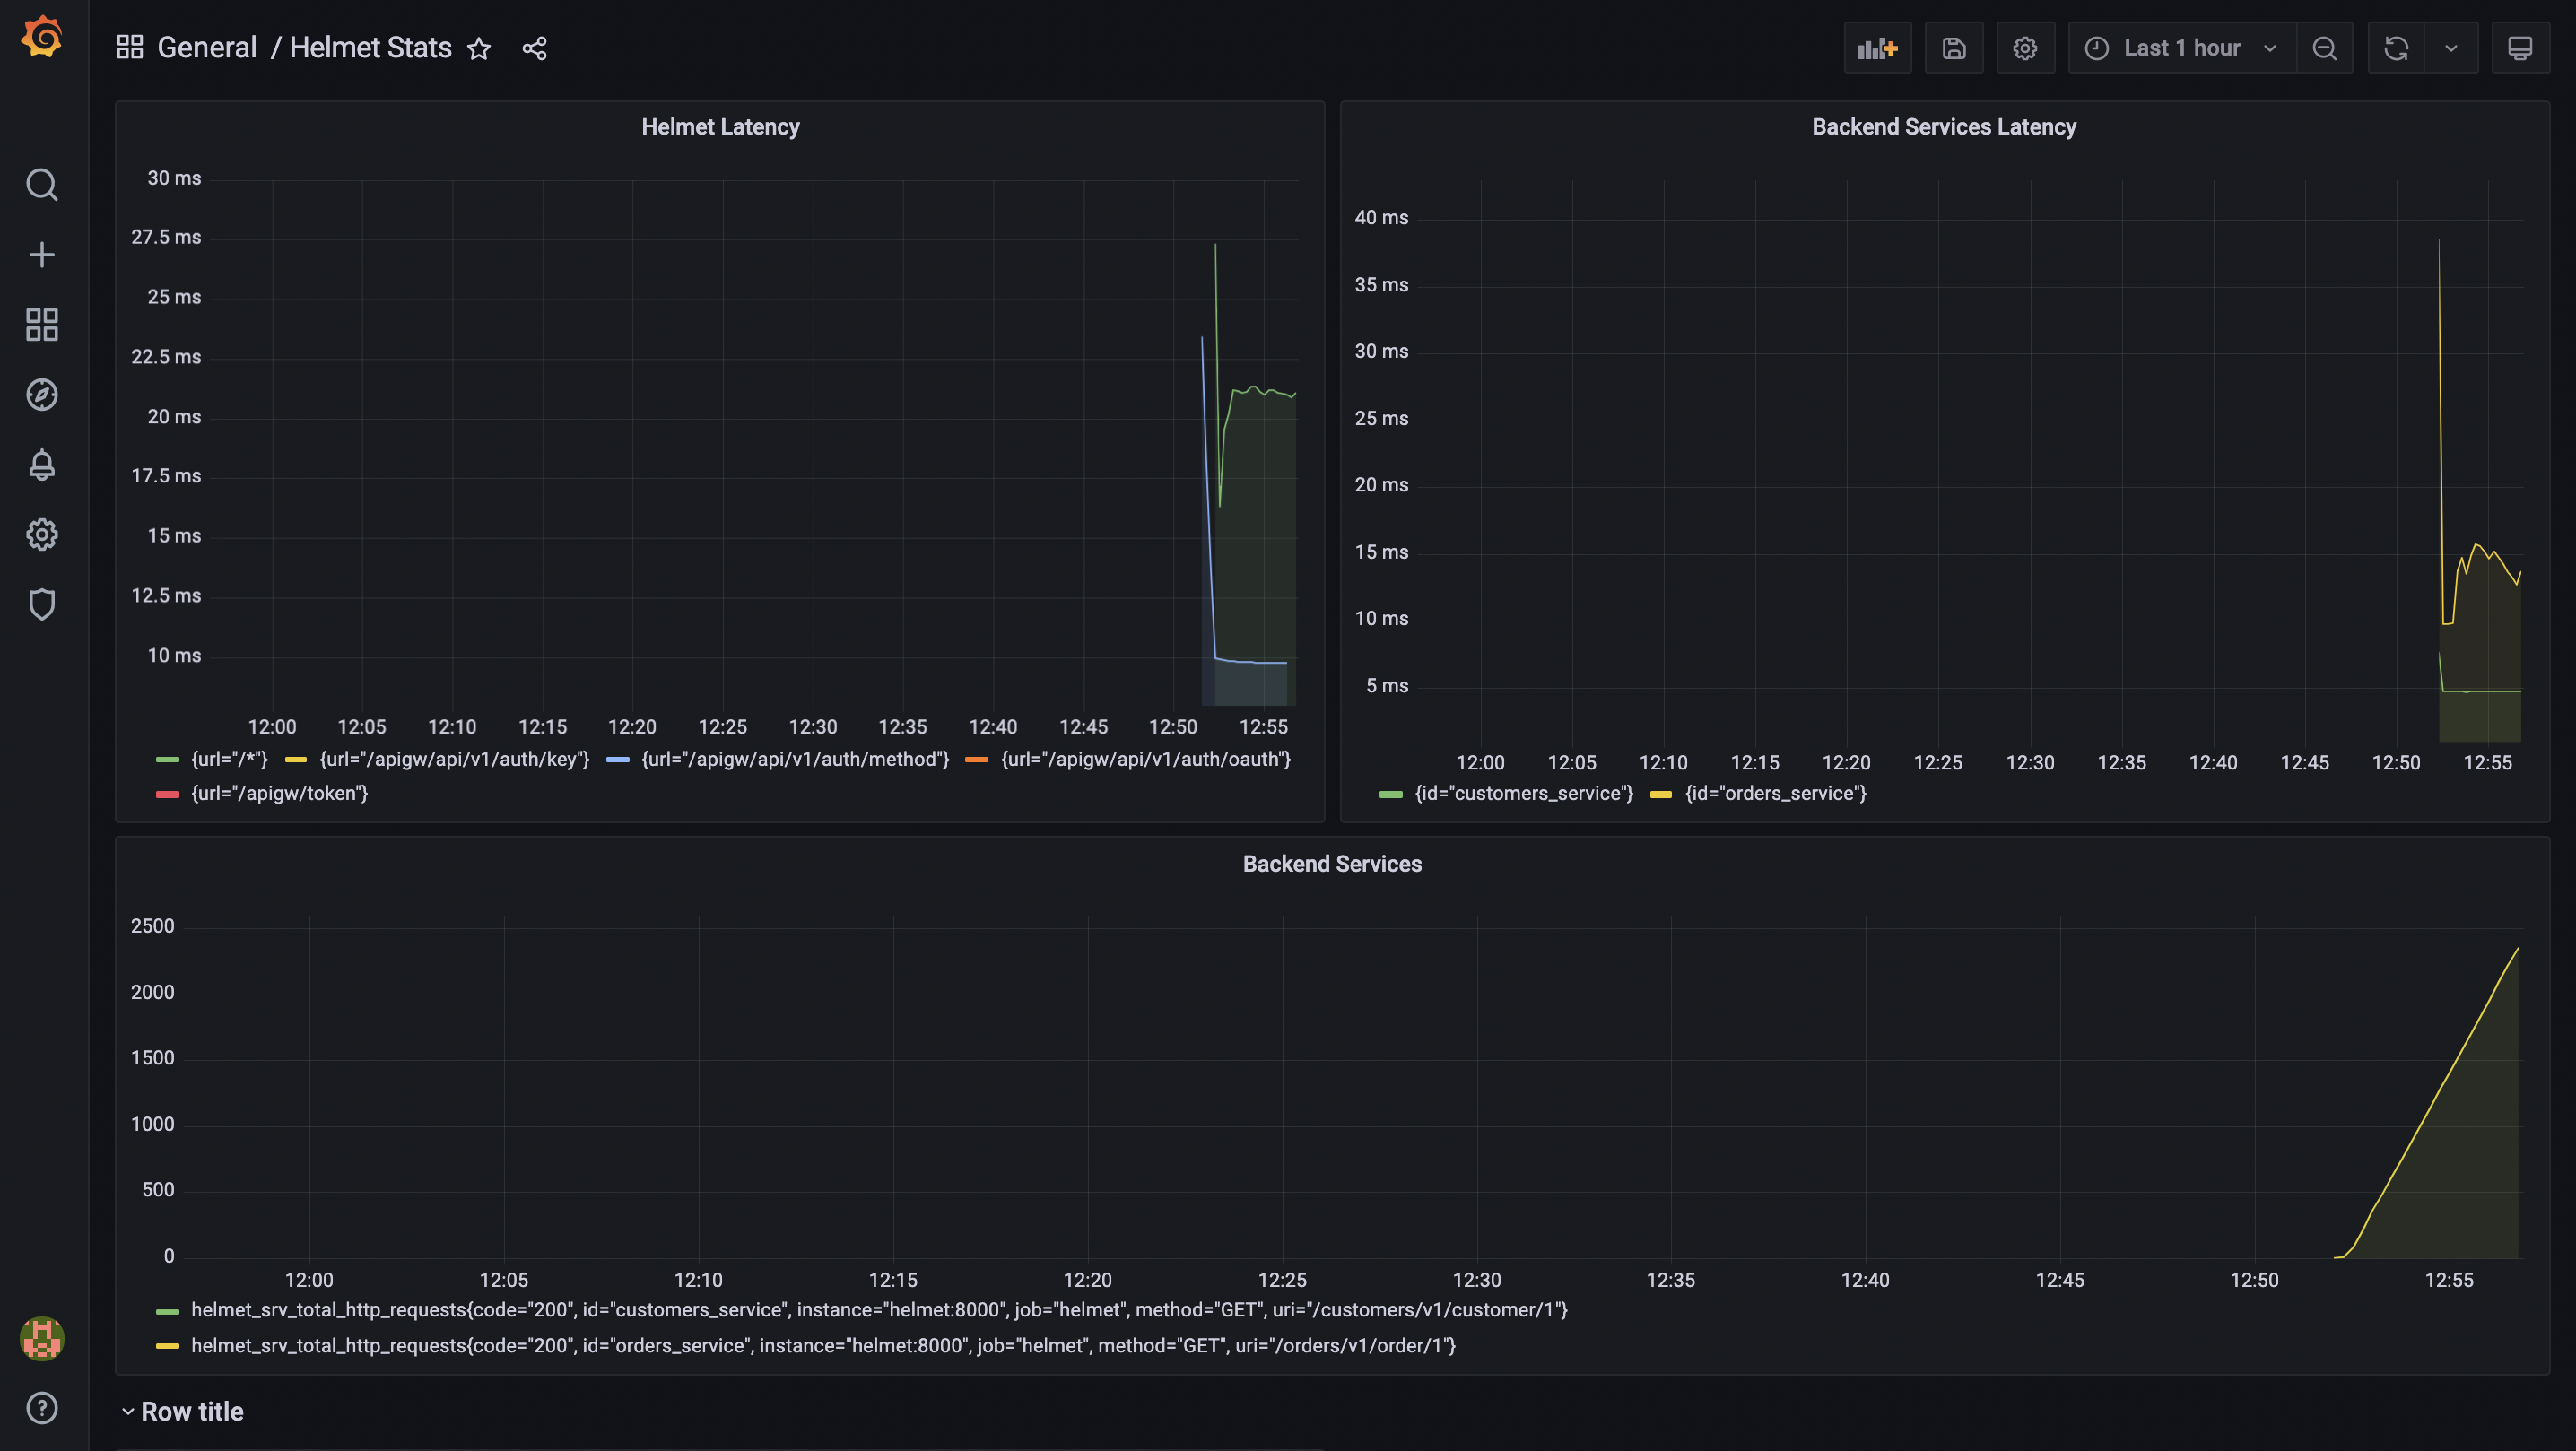 General / Helmet Stats
Last 1 hour
Helmet Latency
30 ms
27.5 ms
25 ms
22.5 ms
20 ms
17.5 ms
15 ms
12.5 ms
10 ms
12:00 12:05 12:10 12:15 12:20 12:25 12:30 12:35 12:40 12:45 12:50 12:55
{url="/*"} {url="/apigw/api/v1/auth/key"} {url="/apigw/api/v1/auth/method"} {url="/apigw/api/v1/auth/oauth"}
{url="/apigw/token"}
Backend Services Latency
40 ms
35 ms
30 ms
25 ms
20 ms
15 ms
10 ms
5 ms
12:00 12:05 12:10 12:15 12:20 12:25 12:30 12:35 12:40 12:45 12:50 12:55
{id="customers_service"} {id="orders_service"}
Backend Services
2500
2000
1500
1000
500
0
12:00 12:05 12:10 12:15 12:20 12:25 12:30 12:35 12:40 12:45 12:50 12:55
helmet_srv_total_http_requests{code="200", id="customers_service", instance="helmet:8000", job="helmet", method="GET", uri="/customers/v1/customer/1"}
helmet_srv_total_http_requests{code="200", id="orders_service", instance="helmet:8000", job="helmet", method="GET", uri="/orders/v1/order/1"}
Row title